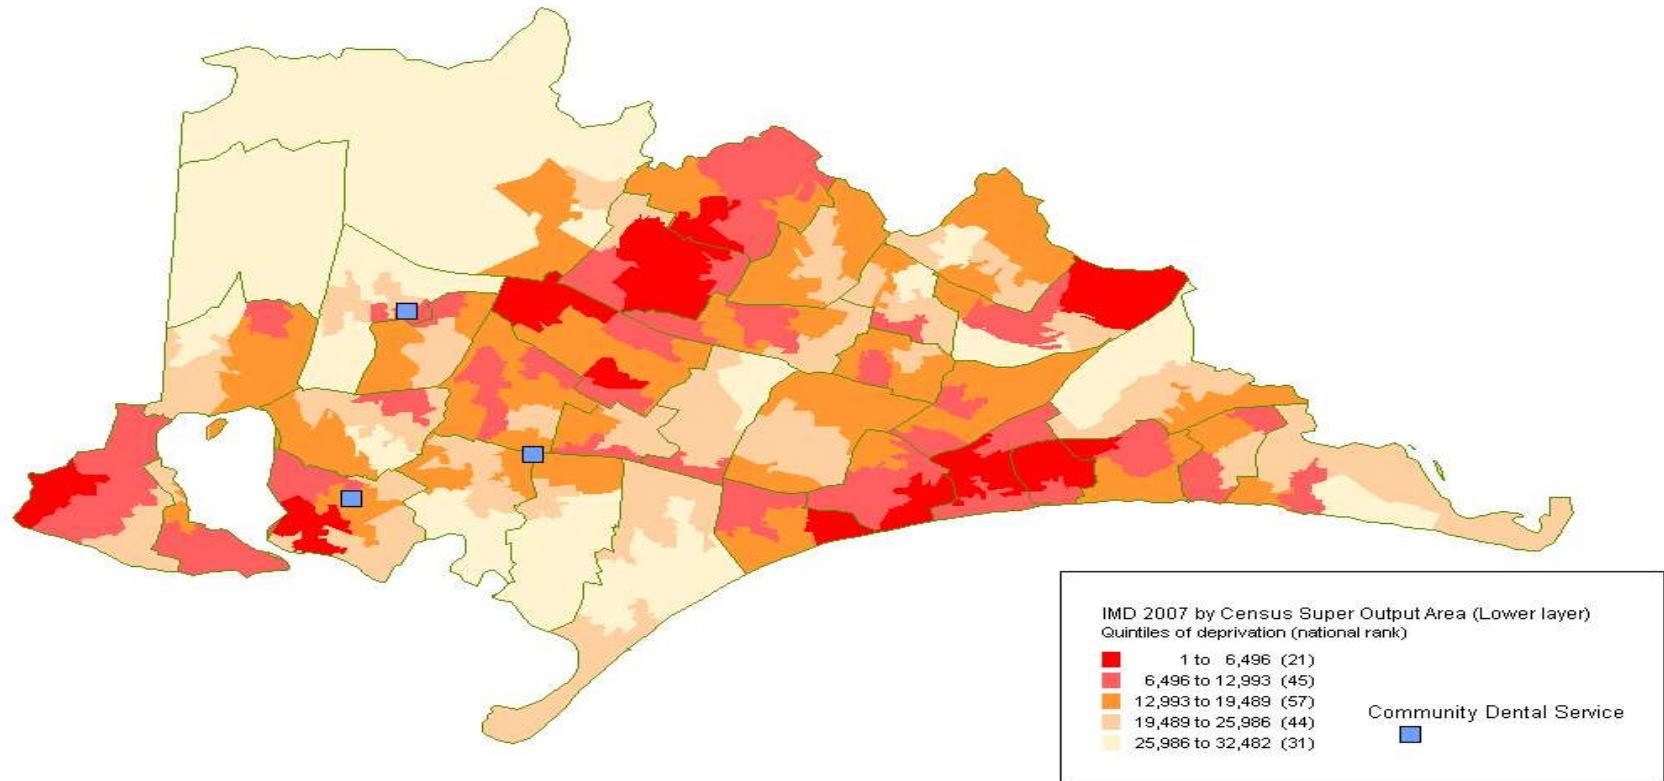 IMD 2007 by Census Super Output Area (Lower layer)
Quintiles of deprivation (national rank)
1 to 6,496 (21)
6,496 to 12,993 (45)
12,993 to 19,489 (57)
19,489 to 25,986 (44)
25,986 to 32,482 (31)
Community Dental Service